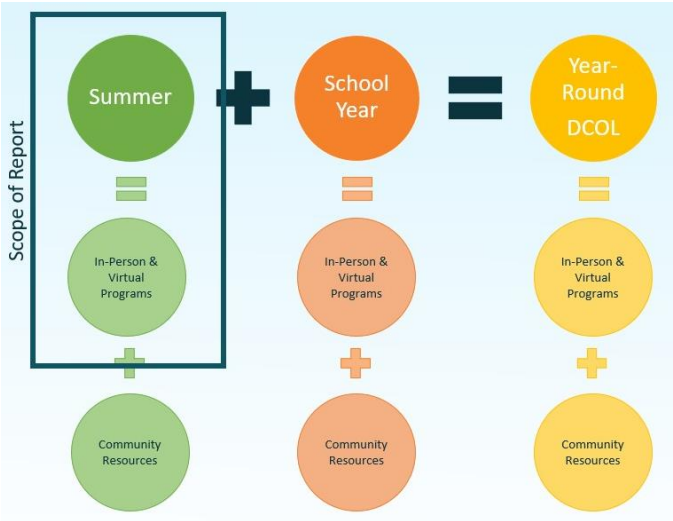 Scope of Report
Summer
School
Year
Year-
Round
DCOL
In-Person &
Virtual
Programs
In-Person &
Virtual
Programs
In-Person &
Virtual
Programs
Community
Resources
Community
Resources
Community
Resources